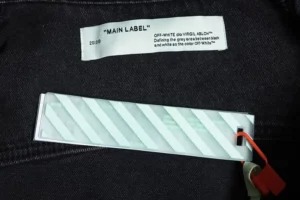 "MAIN LABEL"
OFF-WHITE c/o VIRGIL ABLOH™
Defining the grey area between black
and white as the color Off-White™